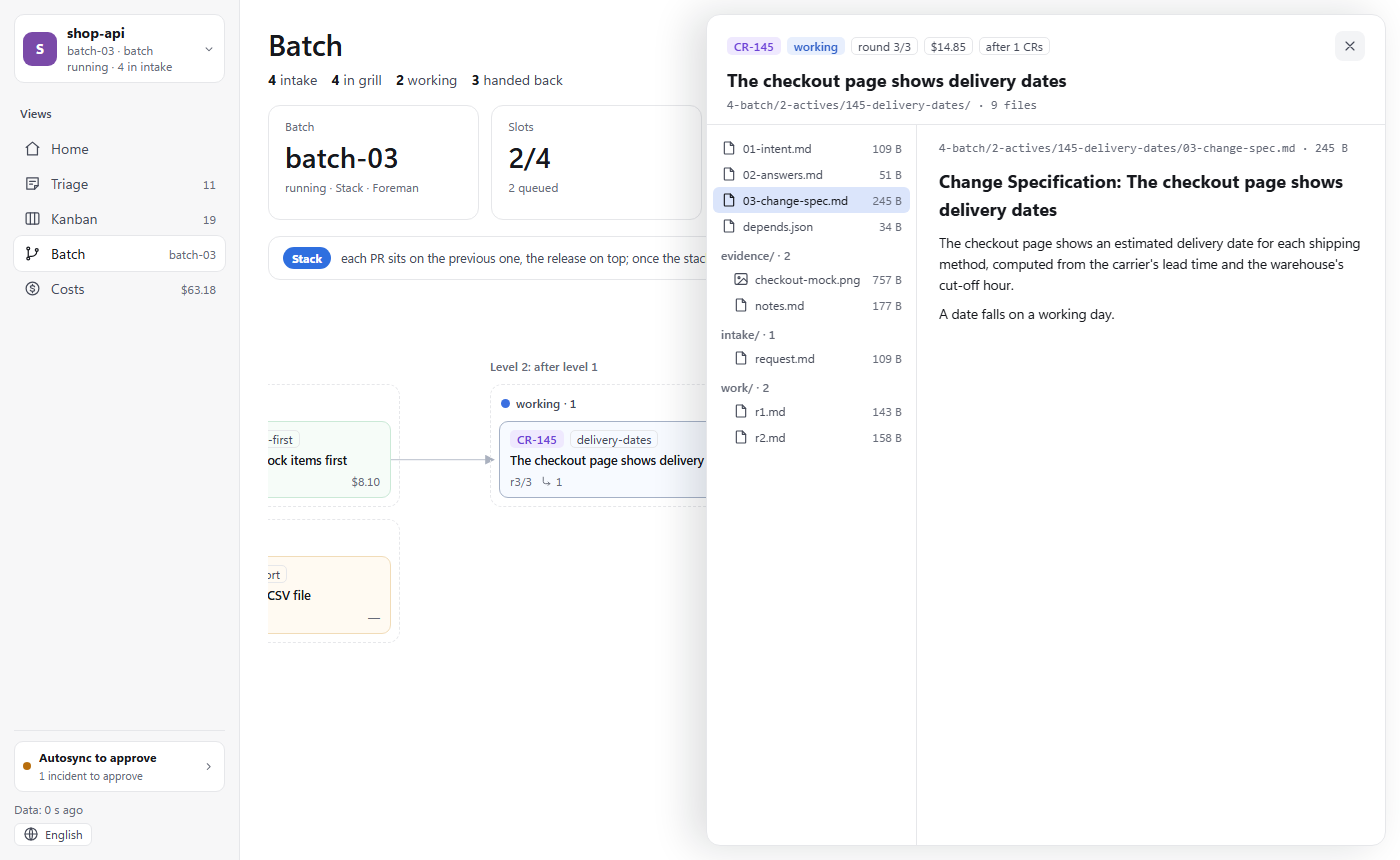 S
shop-api
batch-03 · batch
running · 4 in intake
Views
Home
Triage 11
Kanban 19
Batch batch-03
Costs $63.18
Autosync to approve
1 incident to approve
Data: 0 s ago
English
Batch
4 intake 4 in grill 2 working 3 handed back
Batch
batch-03
running · Stack · Foreman
Slots
2/4
2 queued
Stack each PR sits on the previous one, the release on top; once the stac
Level 2: after level 1
-first
ock items first
$8.10
working · 1
CR-145 delivery-dates
The checkout page shows delivery
r3/3 1
ort
CSV file
—
CR-145 working round 3/3 $14.85 after 1 CRs
The checkout page shows delivery dates
4-batch/2-actives/145-delivery-dates/ · 9 files
01-intent.md 109 B
02-answers.md 51 B
03-change-spec.md 245 B
depends.json 34 B
evidence/ · 2
checkout-mock.png 757 B
notes.md 177 B
intake/ · 1
request.md 109 B
work/ · 2
r1.md 143 B
r2.md 158 B
4-batch/2-actives/145-delivery-dates/03-change-spec.md · 245 B
Change Specification: The checkout page shows
delivery dates
The checkout page shows an estimated delivery date for each shipping
method, computed from the carrier's lead time and the warehouse's
cut-off hour.
A date falls on a working day.